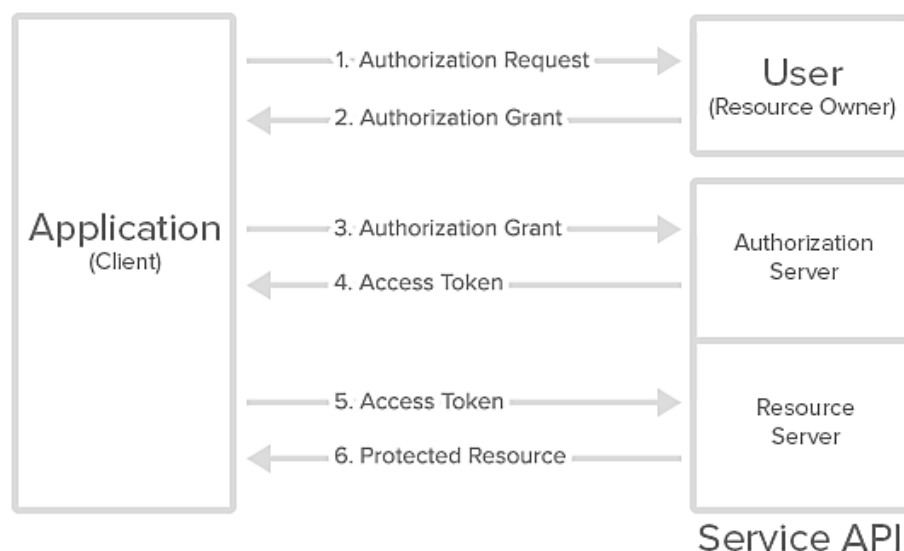 1. Authorization Request
User
(Resource Owner)
2. Authorization Grant
Application
(Client)
3. Authorization Grant
Authorization
Server
4. Access Token
5. Access Token
Resource
Server
6. Protected Resource
Service API